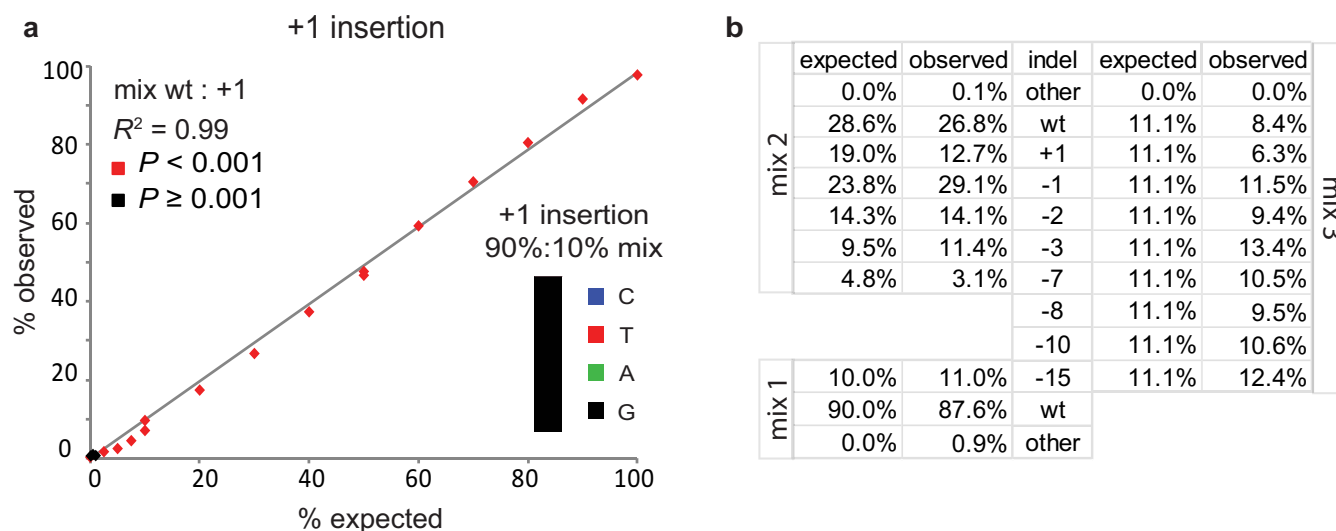 a
+1 insertion
100
80
60
40
20
0
% observed
mix wt : +1
R² = 0.99
P < 0.001
P ≥ 0.001
+1 insertion
90%:10% mix
C
T
A
G
0 20 40 60 80 100
% expected
b
expected observed indel expected observed
0.0% 0.1% other 0.0% 0.0%
28.6% 26.8% wt 11.1% 8.4%
19.0% 12.7% +1 11.1% 6.3%
23.8% 29.1% -1 11.1% 11.5%
14.3% 14.1% -2 11.1% 9.4%
9.5% 11.4% -3 11.1% 13.4%
4.8% 3.1% -7 11.1% 10.5%
-8 11.1% 9.5%
-10 11.1% 10.6%
10.0% 11.0% -15 11.1% 12.4%
90.0% 87.6% wt
0.0% 0.9% other
mix 2
mix 1
mix 3